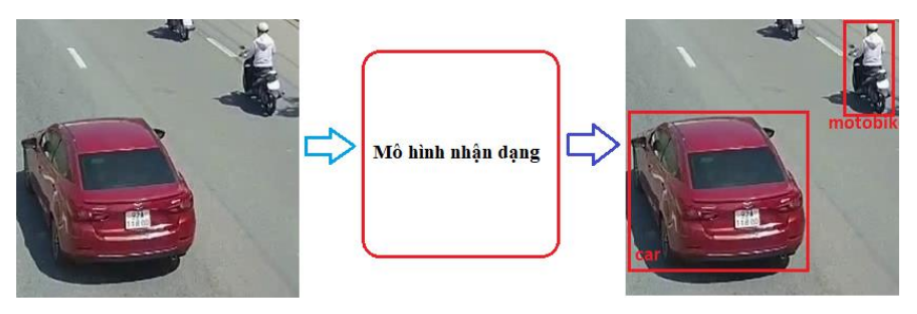 Mô hình nhận dạng
motobik
car